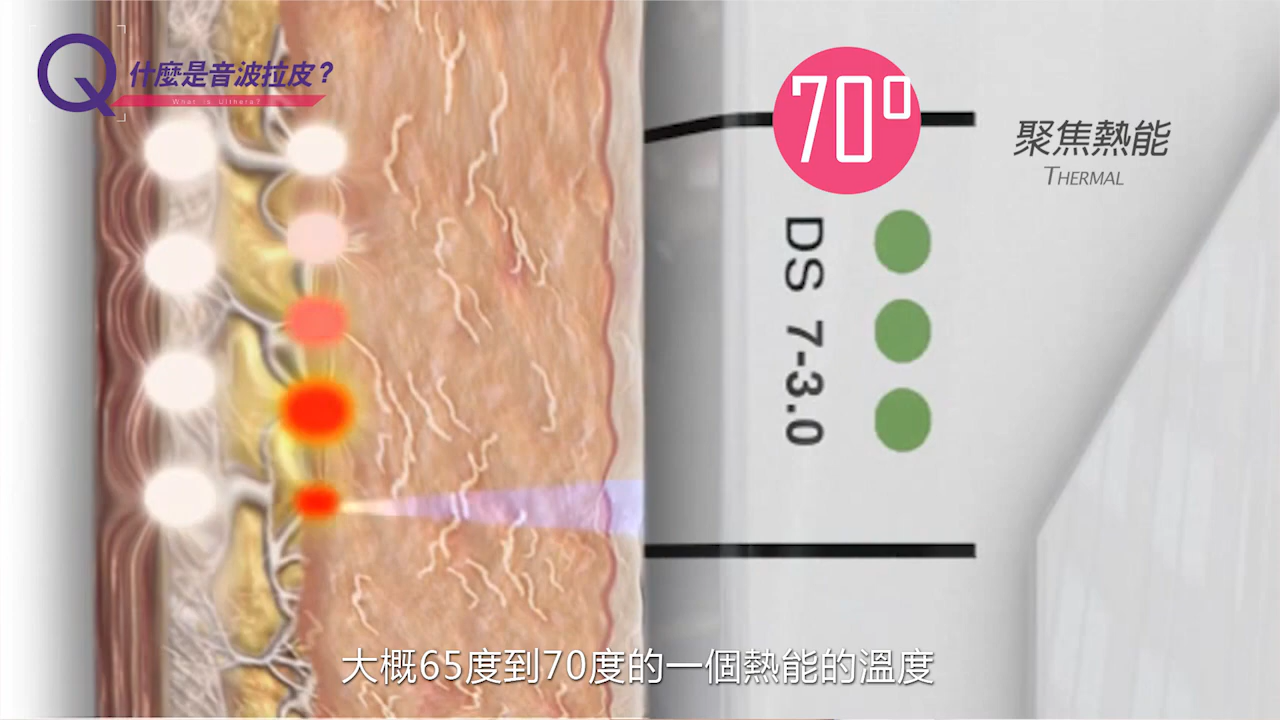 Q
什麼是音波拉皮？
What is Ulthera?
70°
聚焦熱能
THERMAL
DS 7-3.0
大概65度到70度的一個熱能的溫度